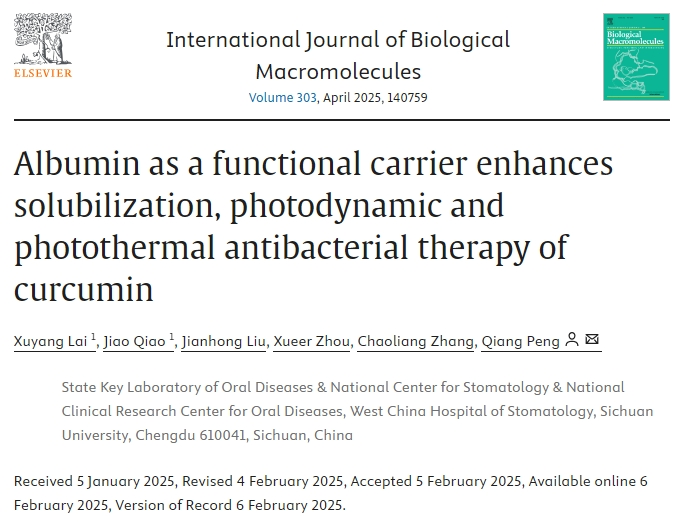 ELSEVIER
International Journal of Biological
Macromolecules
Volume 303, April 2025, 140759
Biological
Macromolecules
Albumin as a functional carrier enhances
solubilization, photodynamic and
photothermal antibacterial therapy of
curcumin
Xuyang Lai 1, Jiao Qiao 1, Jianhong Liu, Xueer Zhou, Chaoliang Zhang, Qiang Peng
State Key Laboratory of Oral Diseases & National Center for Stomatology & National
Clinical Research Center for Oral Diseases, West China Hospital of Stomatology, Sichuan
University, Chengdu 610041, Sichuan, China
Received 5 January 2025, Revised 4 February 2025, Accepted 5 February 2025, Available online 6
February 2025, Version of Record 6 February 2025.